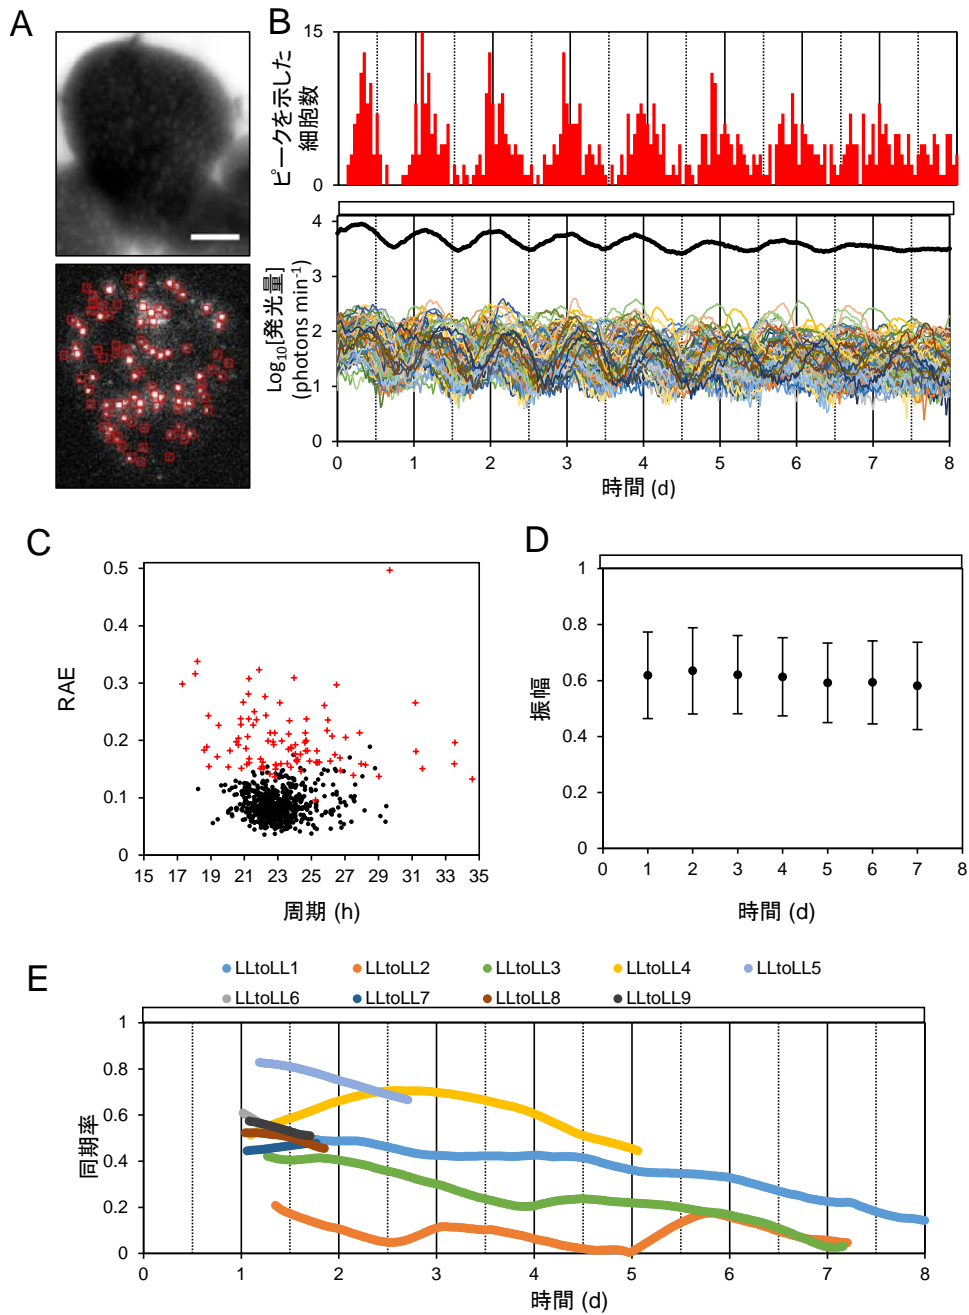 A
B
15
0
ピークを示した
細胞数
4
3
2
1
0
Log10[発光量]
(photons min-1)
0 1 2 3 4 5 6 7 8
時間 (d)
C
0.5
0.4
0.3
0.2
0.1
0
RAE
15 17 19 21 23 25 27 29 31 33 35
周期 (h)
D
1
0.8
0.6
0.4
0.2
0
振幅
0 1 2 3 4 5 6 7 8
時間 (d)
E
LLtoLL1 LLtoLL2 LLtoLL3 LLtoLL4 LLtoLL5
LLtoLL6 LLtoLL7 LLtoLL8 LLtoLL9
1
0.8
0.6
0.4
0.2
0
同期率
0 1 2 3 4 5 6 7 8
時間 (d)